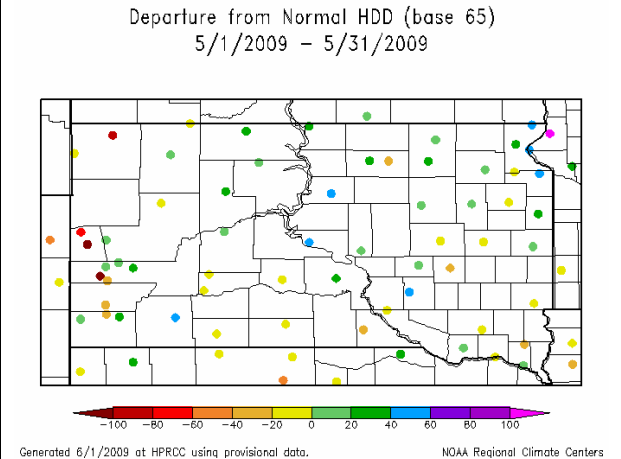 Departure from Normal HDD (base 65)
5/1/2009 – 5/31/2009
-100 -80 -60 -40 -20 0 20 40 60 80 100
Generated 6/1/2009 at HPRCC using provisional data. NOAA Regional Climate Centers